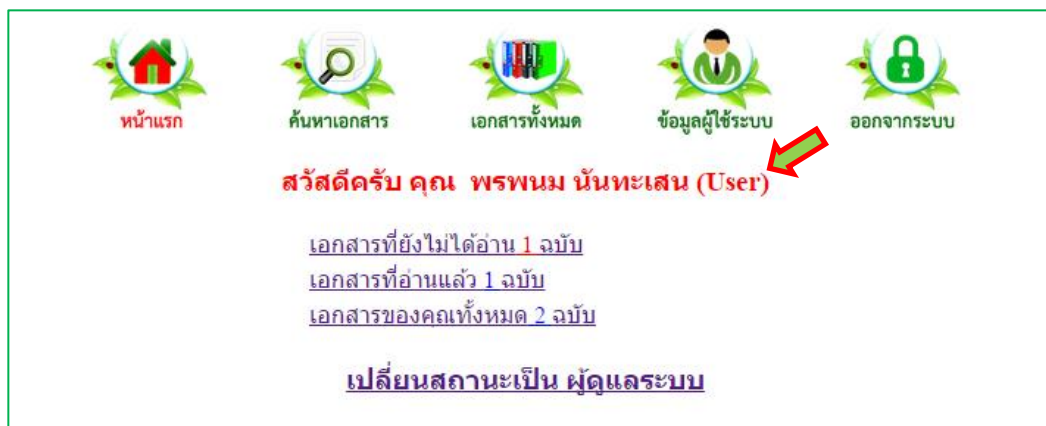 หน้าแรก ค้นหาเอกสาร เอกสารทั้งหมด ข้อมูลผู้ใช้ระบบ ออกจากระบบ
สวัสดีครับ คุณ พรพนม นันทะเสน (User)
เอกสารที่ยังไม่ได้อ่าน 1 ฉบับ
เอกสารที่อ่านแล้ว 1 ฉบับ
เอกสารของคุณทั้งหมด 2 ฉบับ
เปลี่ยนสถานะเป็น ผู้ดูแลระบบ